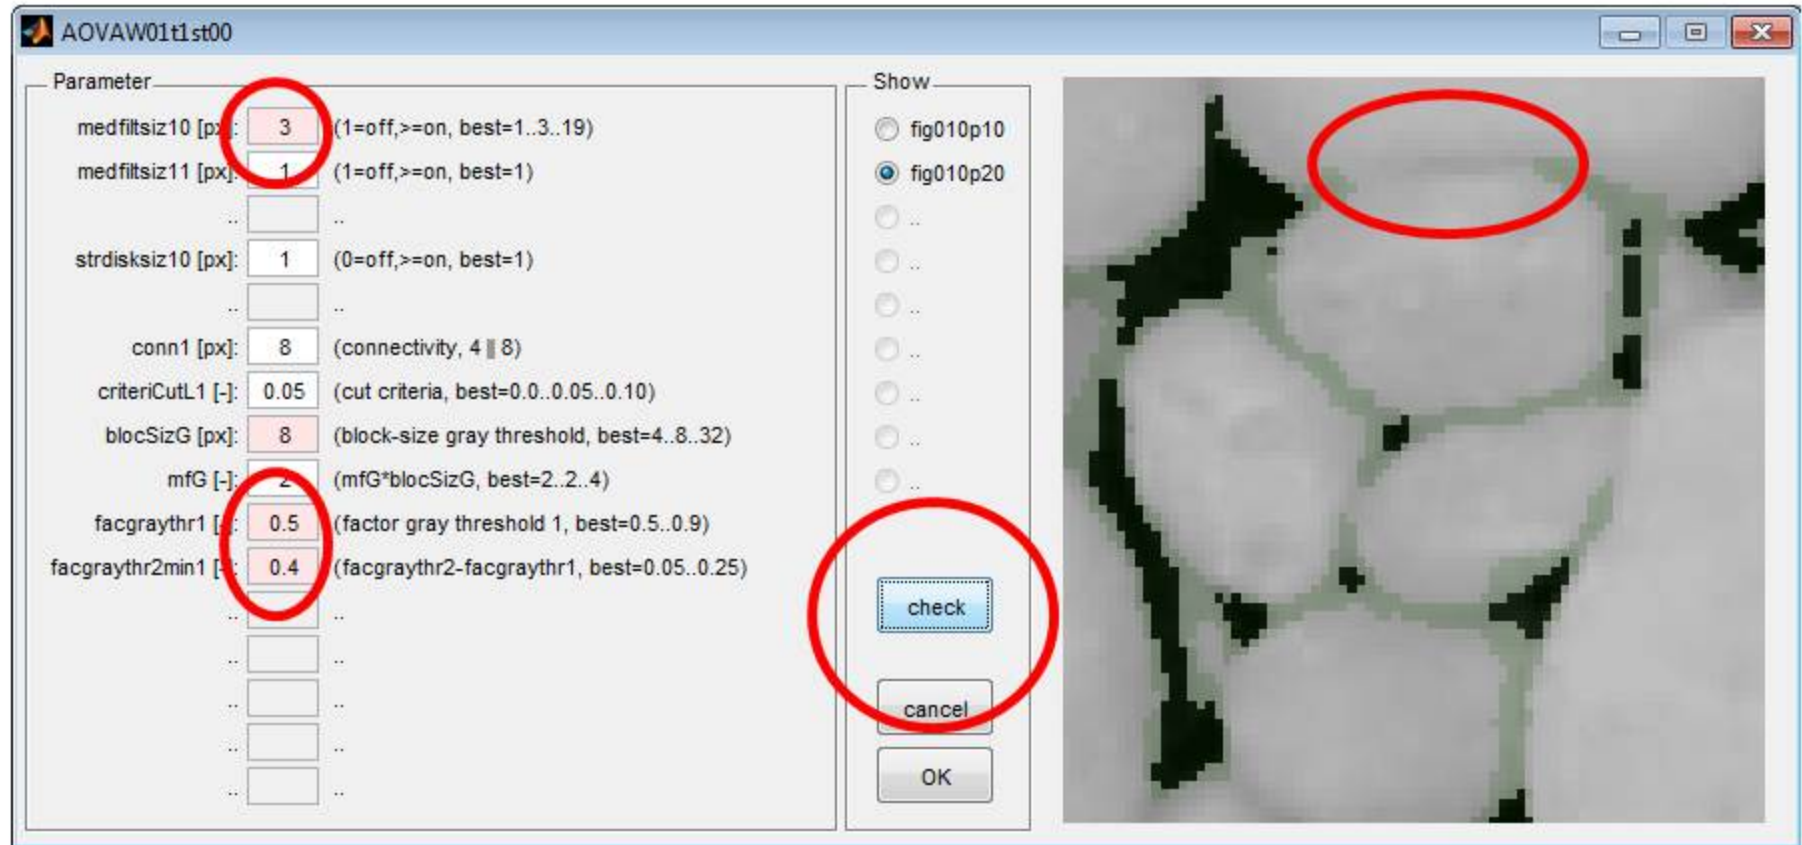 AOVAW01t1st00
Parameter
medfiltsiz10 [px]: 3 (1=off,>=on, best=1..3..19)
medfiltsiz11 [px]: 1 (1=off,>=on, best=1)
.. ..
strdisksiz10 [px]: 1 (0=off,>=on, best=1)
.. ..
conn1 [px]: 8 (connectivity, 4 || 8)
criteriCutL1 [-]: 0.05 (cut criteria, best=0.0..0.05..0.10)
blocSizG [px]: 8 (block-size gray threshold, best=4..8..32)
mfG [-]: 2 (mfG*blocSizG, best=2..2..4)
facgraythr1 [-]: 0.5 (factor gray threshold 1, best=0.5..0.9)
facgraythr2min1 [-]: 0.4 (facgraythr2-facgraythr1, best=0.05..0.25)
.. ..
.. ..
.. ..
.. ..
.. ..
Show
fig010p10
fig010p20
..
..
..
..
..
..
..
check
cancel
OK